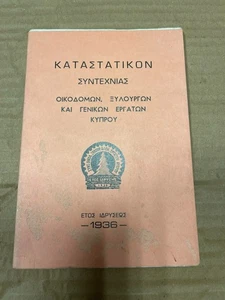 ΚΑΤΑΣΤΑΤΙΚΟΝ
ΣΥΝΤΕΧΝΙΑΣ
ΟΙΚΟΔΟΜΩΝ, ΞΥΛΟΥΡΓΩΝ
ΚΑΙ ΓΕΝΙΚΩΝ ΕΡΓΑΤΩΝ
ΚΥΠΡΟΥ
ΕΤΟΣ ΙΔΡΥΣΕΩΣ
—1936—